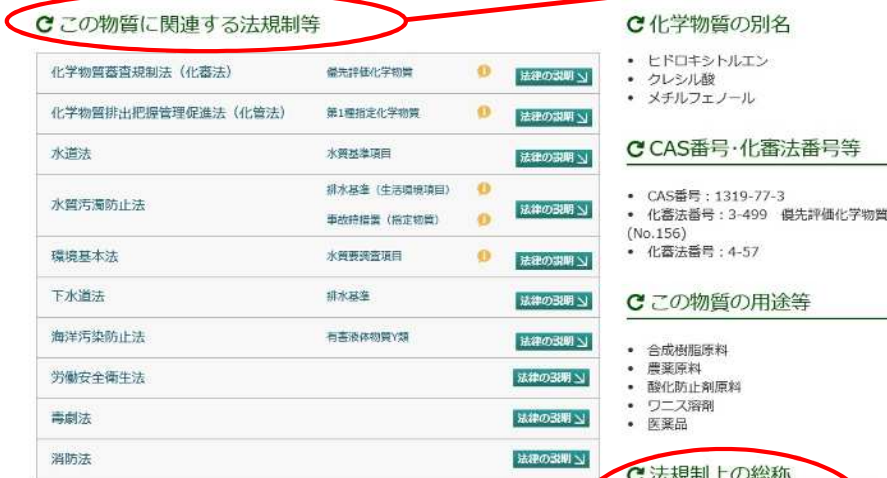 この物質に関連する法規制等
化学物質審査規制法（化審法） 優先評価化学物質 法律の説明
化学物質排出把握管理促進法（化管法） 第1種指定化学物質 法律の説明
水道法 水質基準項目 法律の説明
水質汚濁防止法 排水基準（生活環境項目） 法律の説明
事故時措置（指定物質）
環境基本法 水質要調査項目 法律の説明
下水道法 排水基準 法律の説明
海洋汚染防止法 有害液体物質Y類 法律の説明
労働安全衛生法 法律の説明
毒劇法 法律の説明
消防法 法律の説明
化学物質の別名
• ヒドロキシトルエン
• クレシル酸
• メチルフェノール
CAS番号・化審法番号等
• CAS番号：1319-77-3
• 化審法番号：3-499 優先評価化学物質
(No.156)
• 化審法番号：4-57
この物質の用途等
• 合成樹脂原料
• 農薬原料
• 酸化防止剤原料
• ワニス溶剤
• 医薬品
法規制上の総称